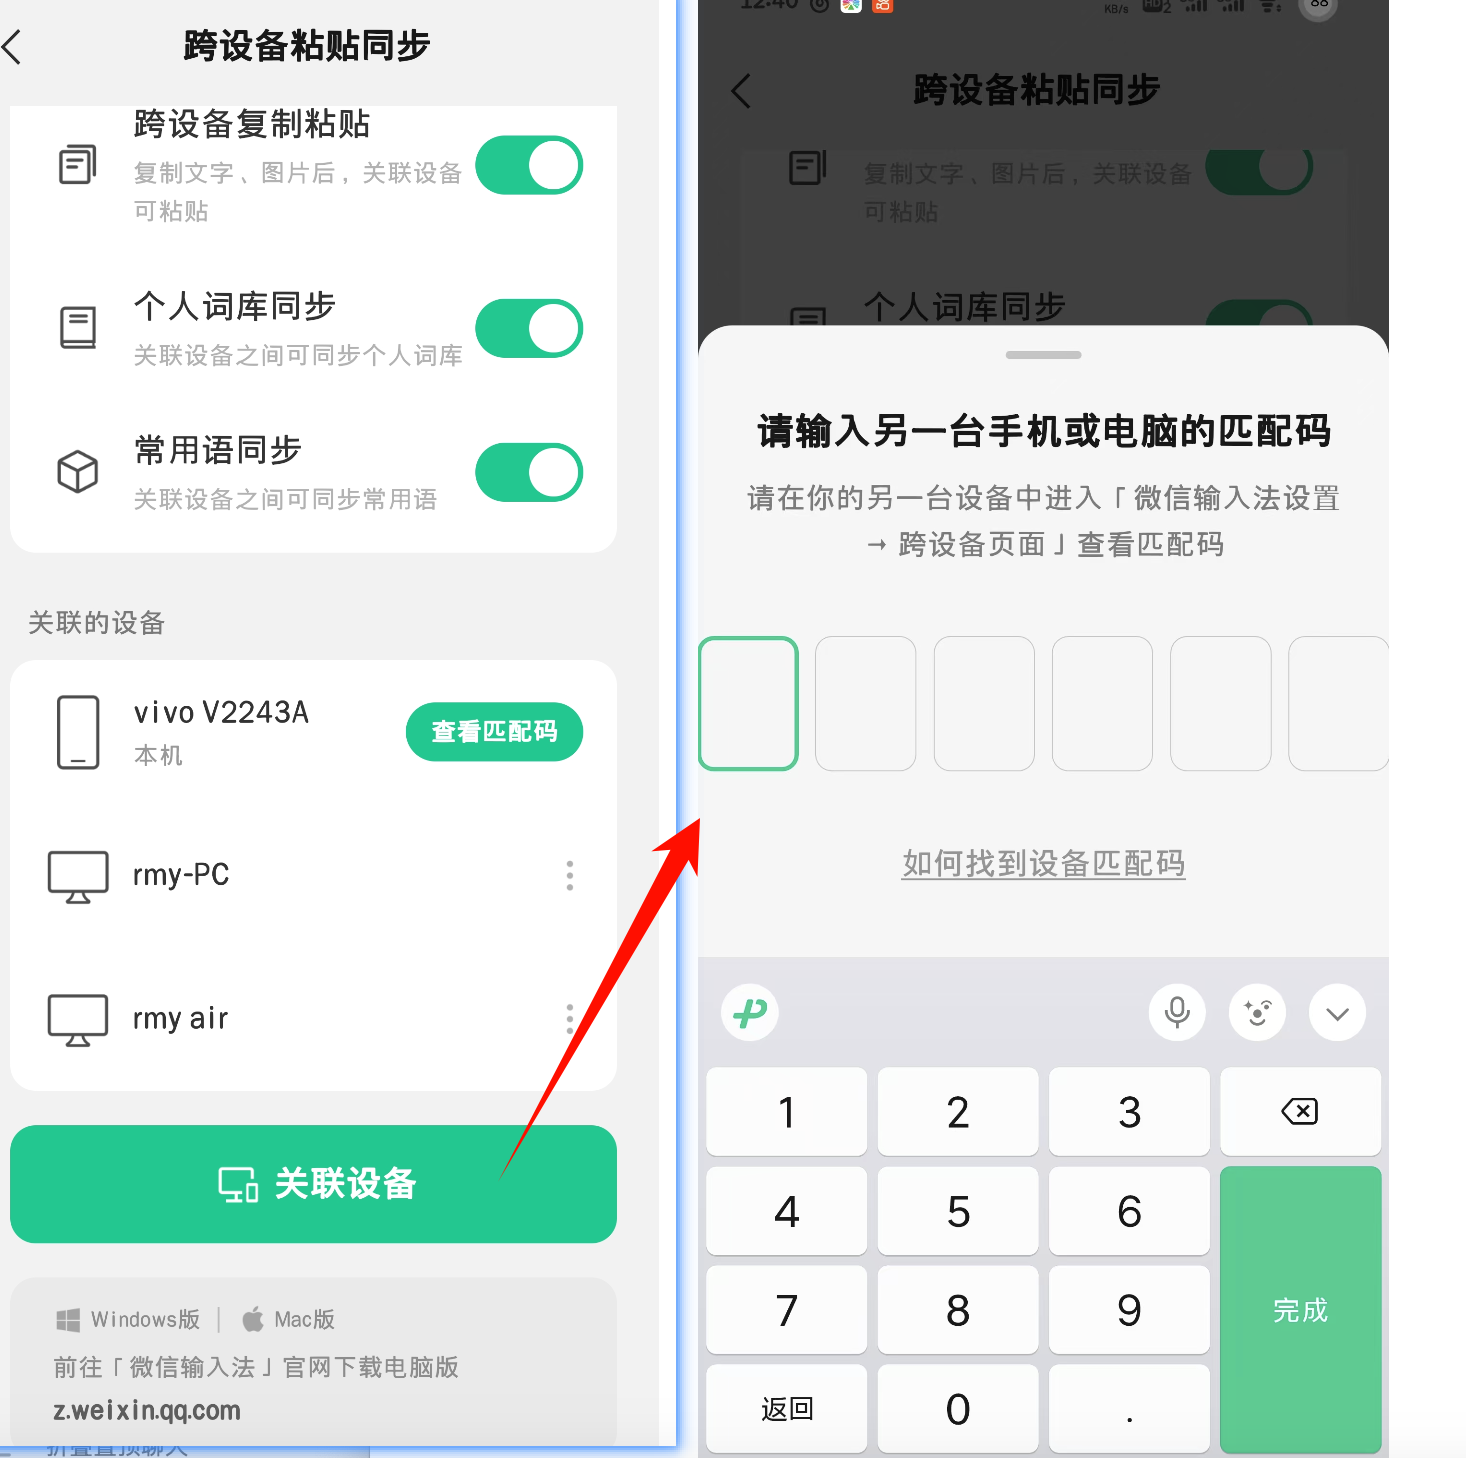 跨设备粘贴同步
跨设备复制粘贴
复制文字、图片后，关联设备
可粘贴
个人词库同步
关联设备之间可同步个人词库
常用语同步
关联设备之间可同步常用语
关联的设备
vivo V2243A
本机
查看匹配码
rmy-PC
rmy air
关联设备
Windows版 | Mac版
前往「微信输入法」官网下载电脑版
z.weixin.qq.com
折叠置顶聊天
12:40
KB/s
HD2
88
跨设备粘贴同步
复制文字、图片后，关联设备
可粘贴
个人词库同步
请输入另一台手机或电脑的匹配码
请在你的另一台设备中进入「微信输入法设置
→ 跨设备页面」查看匹配码
如何找到设备匹配码
1 2 3
4 5 6
7 8 9
完成
返回 0 .